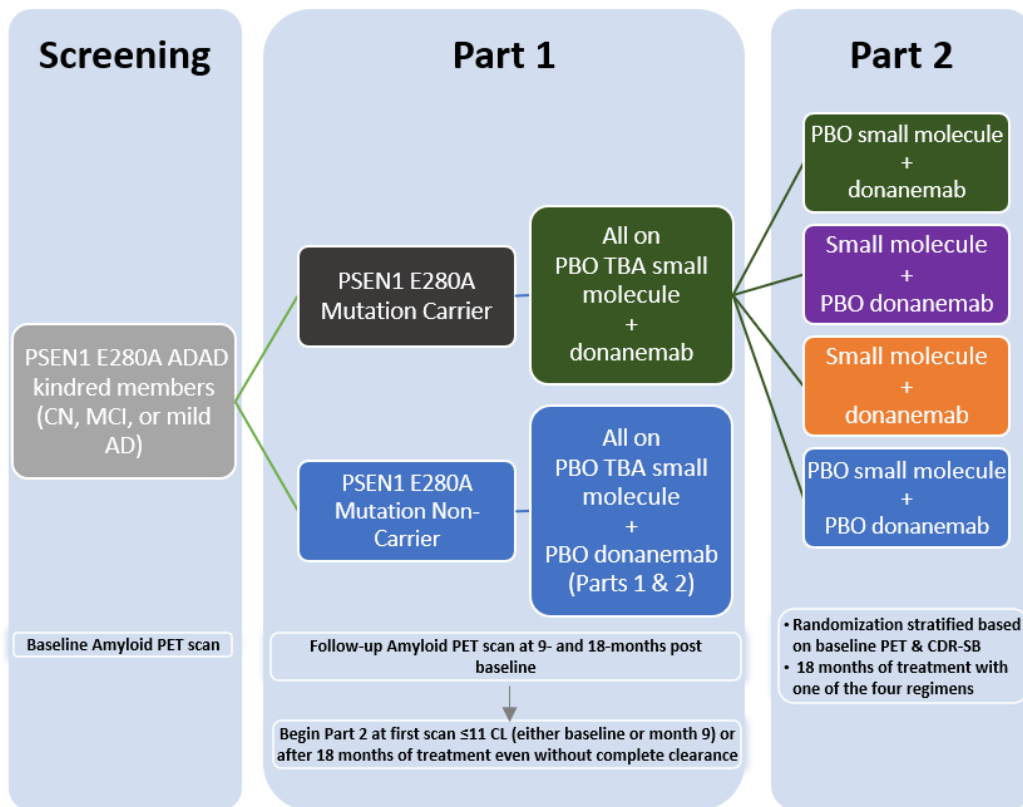 Screening
PSEN1 E280A ADAD
kindred members
(CN, MCI, or mild
AD)
Baseline Amyloid PET scan
Part 1
PSEN1 E280A
Mutation Carrier
All on
PBO TBA small
molecule
+
donanemab
PSEN1 E280A
Mutation Non-
Carrier
All on
PBO TBA small
molecule
+
PBO donanemab
(Parts 1 & 2)
Follow-up Amyloid PET scan at 9- and 18-months post
baseline
Begin Part 2 at first scan ≤11 CL (either baseline or month 9) or
after 18 months of treatment even without complete clearance
Part 2
PBO small molecule
+
donanemab
Small molecule
+
PBO donanemab
Small molecule
+
donanemab
PBO small molecule
+
PBO donanemab
• Randomization stratified based
on baseline PET & CDR-SB
• 18 months of treatment with
one of the four regimens